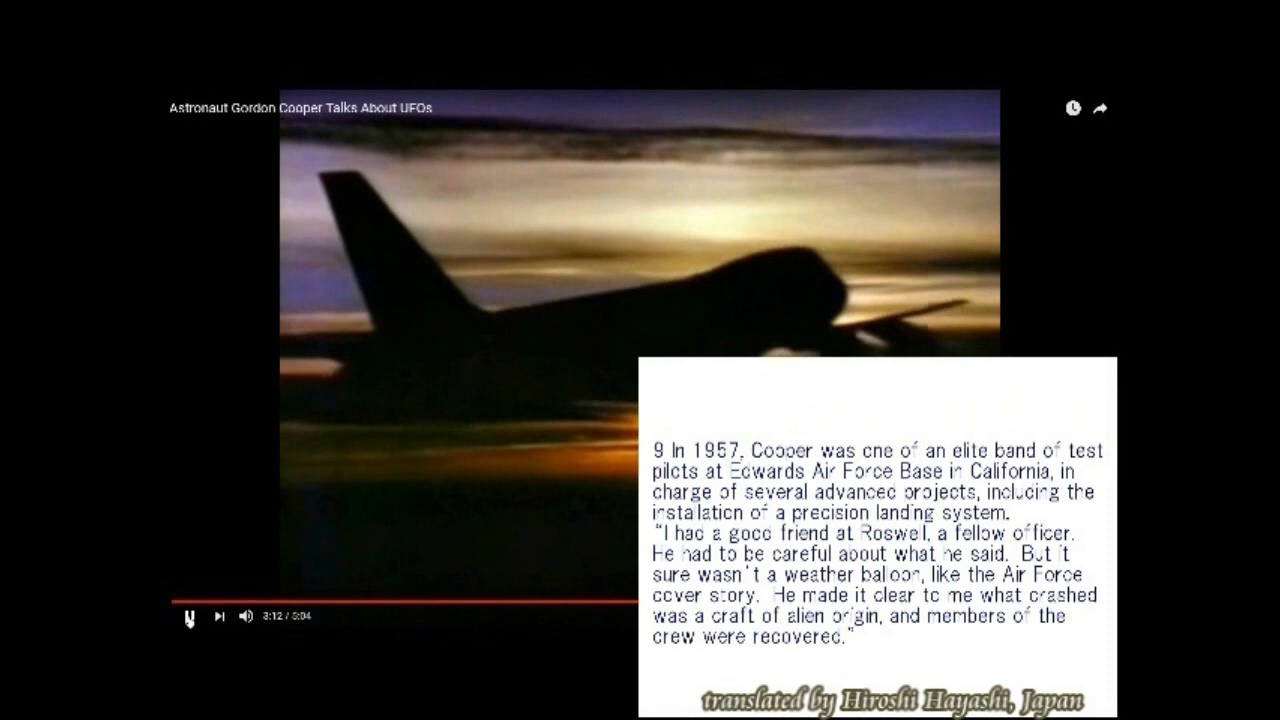 Astronaut Gordon Cooper Talks About UFOs
9 In 1957, Cooper was one of an elite band of test
pilots at Edwards Air Force Base in California, in
charge of several advanced projects, including the
installation of a precision landing system.
"I had a good friend at Roswell, a fellow officer.
He had to be careful about what he said. But it
sure wasn't a weather balloon, like the Air Force
cover story. He made it clear to me what crashed
was a craft of alien origin, and members of the
crew were recovered."
3:12 / 5:04
translated by Hiroshi Hayashi, Japan